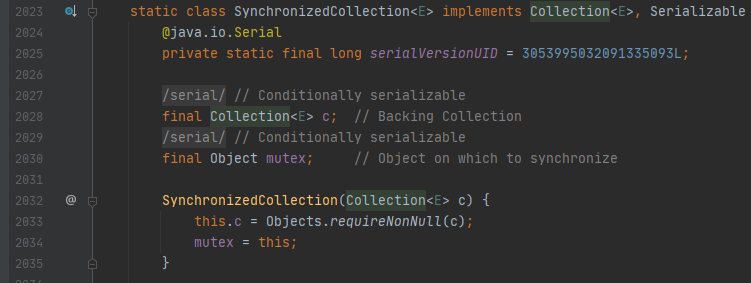 2023 static class SynchronizedCollection<E> implements Collection<E>, Serializable
2024 @java.io.Serial
2025 private static final long serialVersionUID = 3053995032091335093L;
2026
2027 /serial/ // Conditionally serializable
2028 final Collection<E> c;  // Backing Collection
2029 /serial/ // Conditionally serializable
2030 final Object mutex;     // Object on which to synchronize
2031
2032 @ SynchronizedCollection(Collection<E> c) {
2033 this.c = Objects.requireNonNull(c);
2034 mutex = this;
2035 }